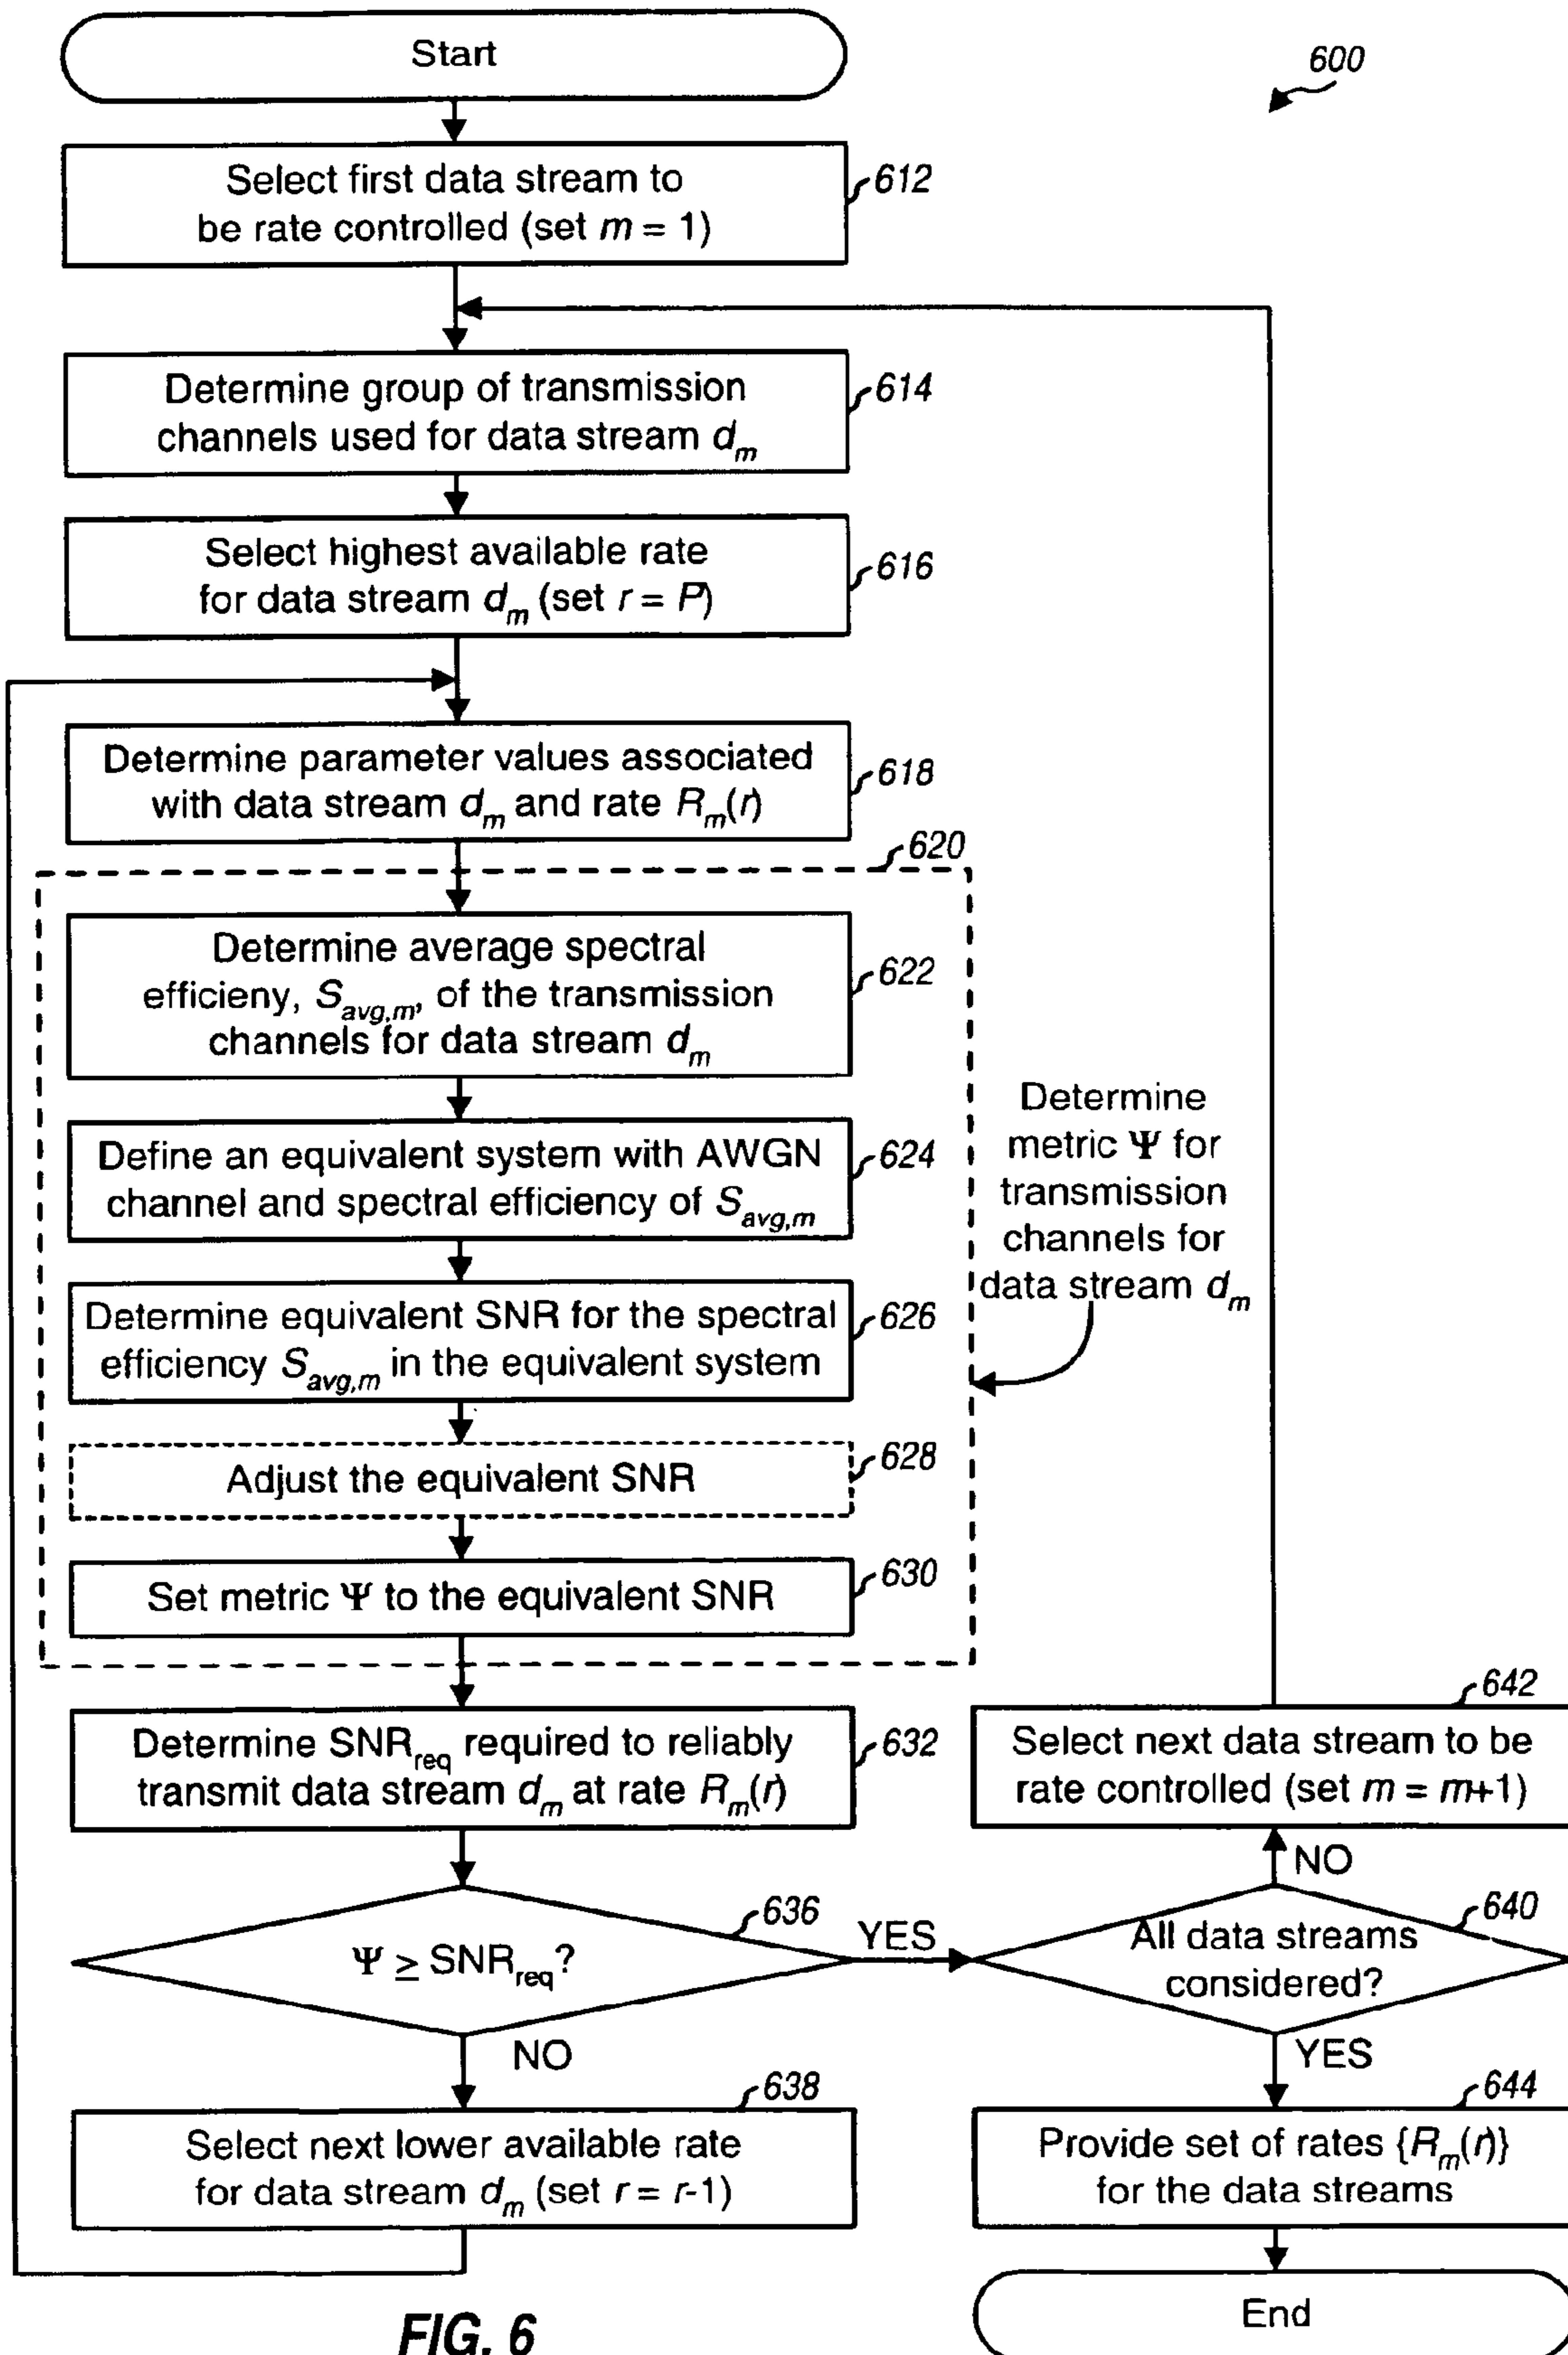 Start
600
Select first data stream to
be rate controlled (set m = 1)
612
Determine group of transmission
channels used for data stream dm
614
Select highest available rate
for data stream dm (set r = P)
616
Determine parameter values associated
with data stream dm and rate Rm(r)
618
620
Determine average spectral
efficieny, Savg,m, of the transmission
channels for data stream dm
622
Define an equivalent system with AWGN
channel and spectral efficiency of Savg,m
624
Determine equivalent SNR for the spectral
efficiency Savg,m in the equivalent system
626
Adjust the equivalent SNR
628
Set metric Ψ to the equivalent SNR
630
Determine
metric Ψ for
transmission
channels for
data stream dm
Determine SNRreq required to reliably
transmit data stream dm at rate Rm(r)
632
Ψ ≥ SNRreq?
636
YES
NO
Select next lower available rate
for data stream dm (set r = r-1)
638
642
Select next data stream to be
rate controlled (set m = m+1)
NO
640
All data streams
considered?
YES
644
Provide set of rates {Rm(r)}
for the data streams
End
FIG. 6